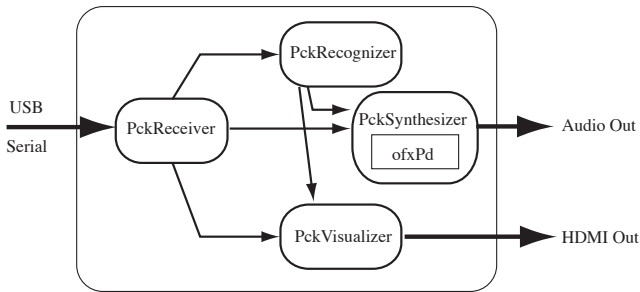 PckRecognizer
USB
Serial
PckReceiver
PckSynthesizer
ofxPd
Audio Out
PckVisualizer
HDMI Out